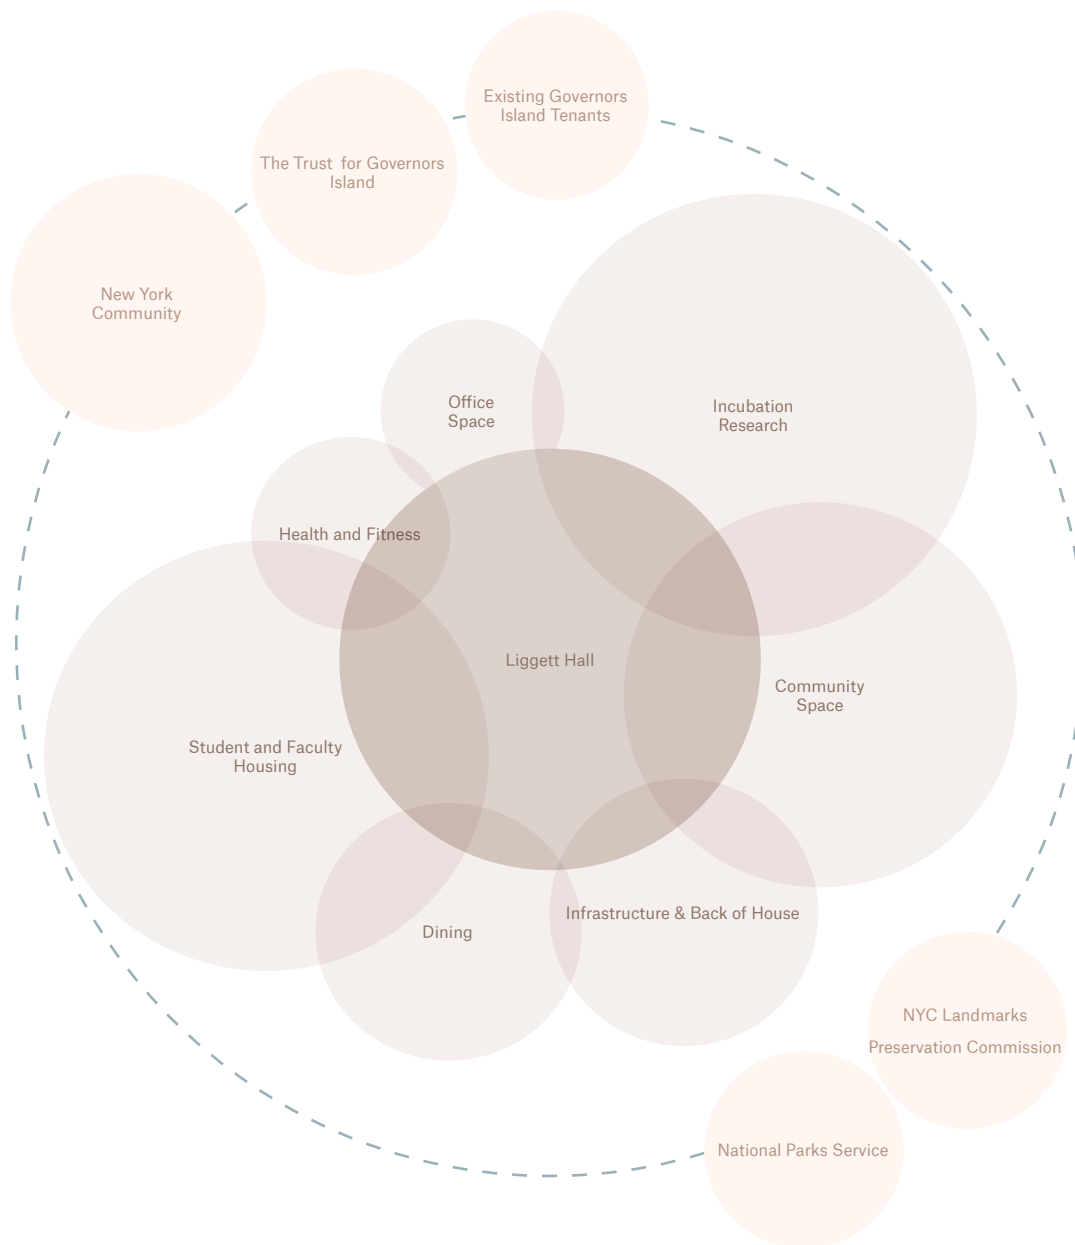 Existing Governors
Island Tenants
The Trust  for Governors
Island
New York
Community
Office
Space
Incubation
Research
Health and Fitness
Liggett Hall
Community
Space
Student and Faculty
Housing
Infrastructure & Back of House
Dining
NYC Landmarks
Preservation Commission
National Parks Service